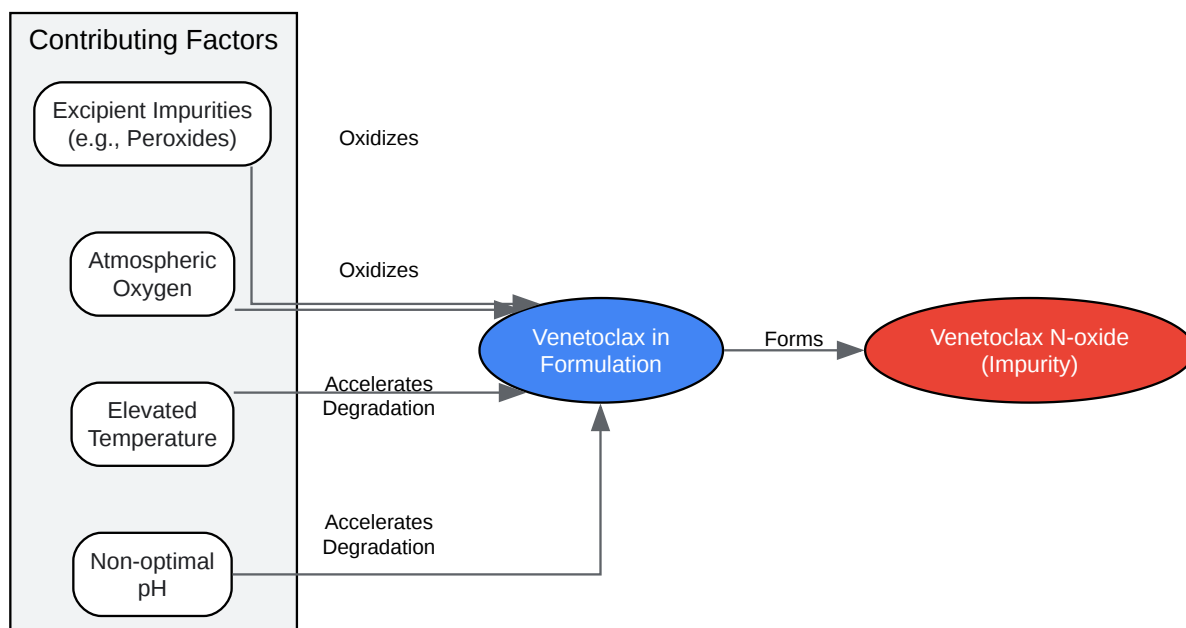 Contributing Factors
Excipient Impurities
(e.g., Peroxides)
Oxidizes
Atmospheric
Oxygen
Oxidizes
Venetoclax in
Formulation
Forms
Venetoclax N-oxide
(Impurity)
Elevated
Temperature
Accelerates
Degradation
Non-optimal
pH
Accelerates
Degradation